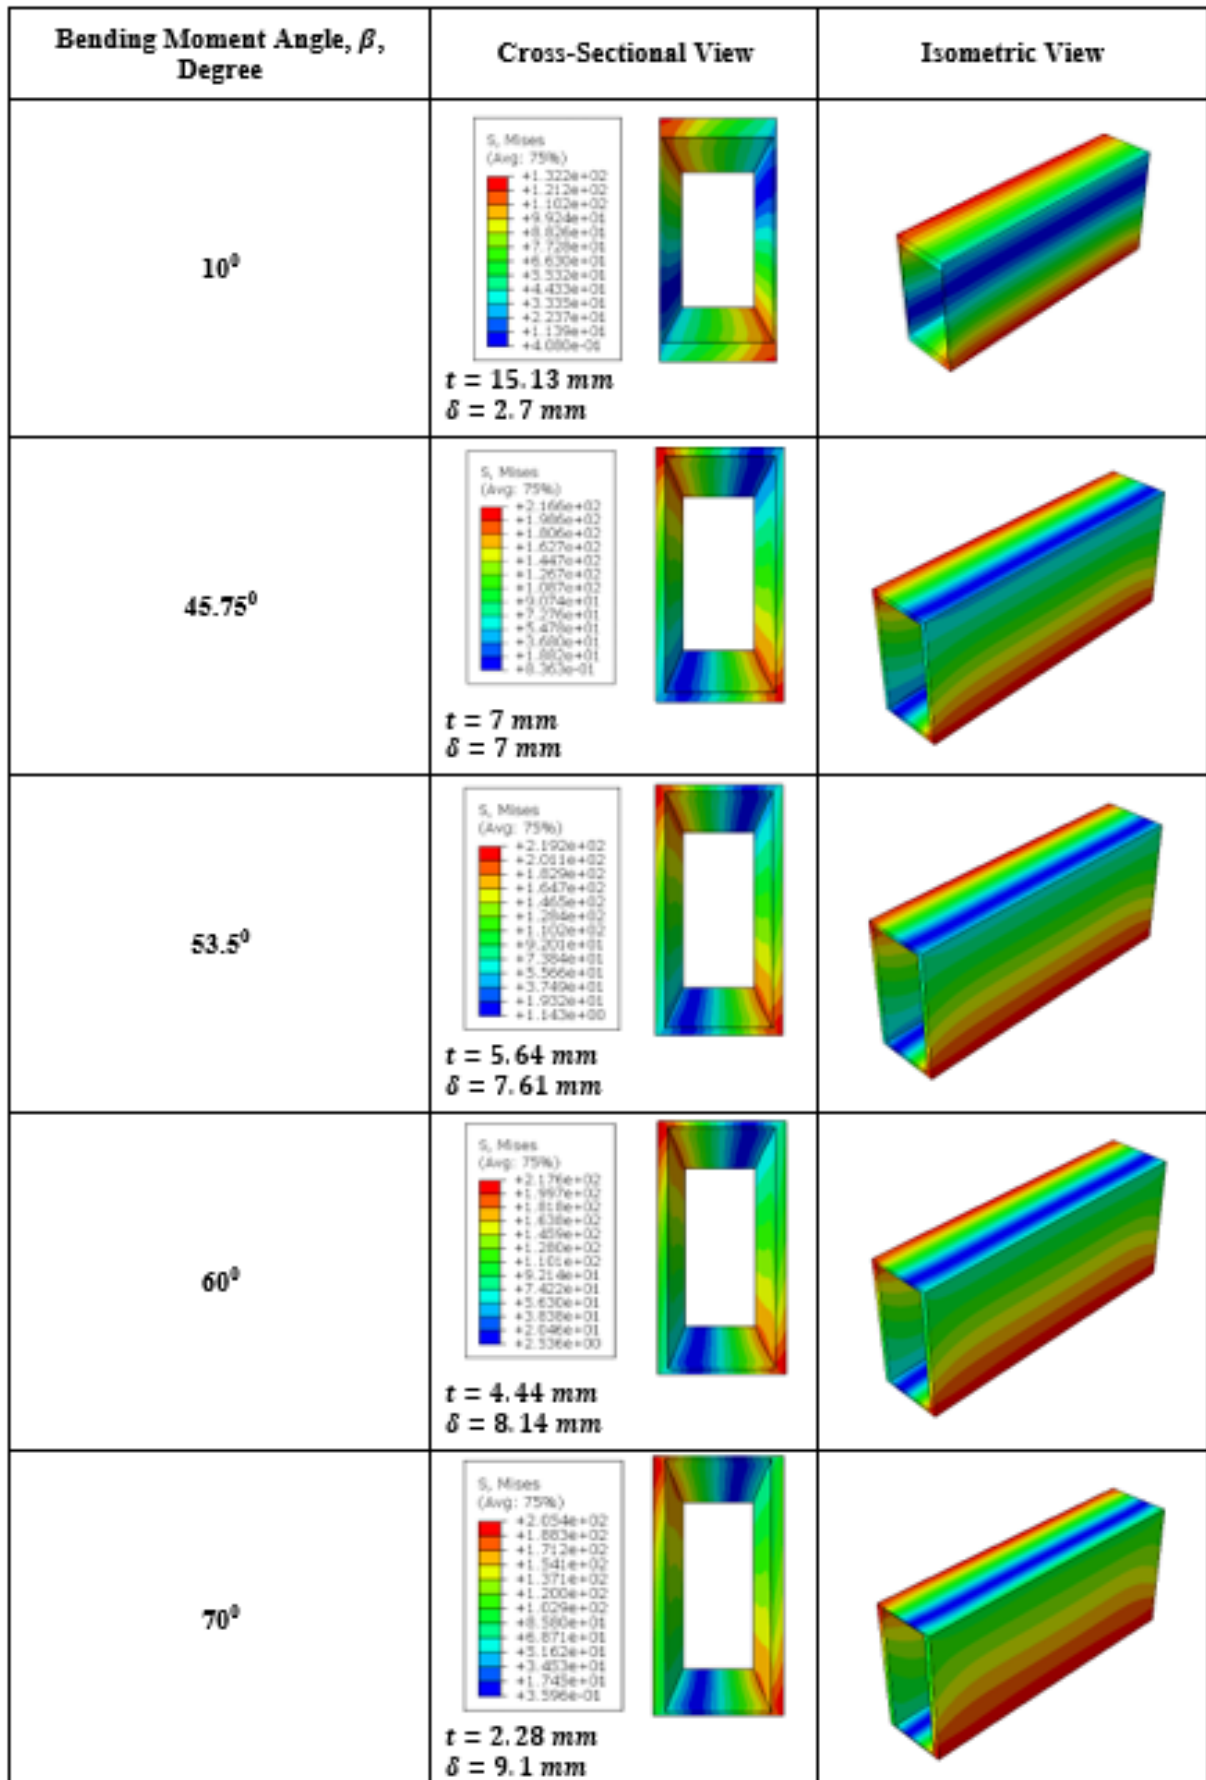 Bending Moment Angle, β,
Degree
Cross-Sectional View
Isometric View
10⁰
S, Mises
(Avg: 75%)
+1.322e+02
+1.212e+02
+1.102e+02
+9.924e+01
+8.826e+01
+7.728e+01
+6.630e+01
+5.532e+01
+4.433e+01
+3.335e+01
+2.237e+01
+1.139e+01
+4.080e-01
t = 15.13 mm
δ = 2.7 mm
45.75⁰
S, Mises
(Avg: 75%)
+2.166e+02
+1.986e+02
+1.806e+02
+1.627e+02
+1.447e+02
+1.267e+02
+1.087e+02
+9.074e+01
+7.276e+01
+5.478e+01
+3.680e+01
+1.882e+01
+8.363e-01
t = 7 mm
δ = 7 mm
53.5⁰
S, Mises
(Avg: 75%)
+2.192e+02
+2.011e+02
+1.829e+02
+1.647e+02
+1.465e+02
+1.284e+02
+1.102e+02
+9.201e+01
+7.384e+01
+5.566e+01
+3.749e+01
+1.932e+01
+1.143e+00
t = 5.64 mm
δ = 7.61 mm
60⁰
S, Mises
(Avg: 75%)
+2.176e+02
+1.997e+02
+1.818e+02
+1.638e+02
+1.459e+02
+1.280e+02
+1.101e+02
+9.214e+01
+7.422e+01
+5.630e+01
+3.838e+01
+2.046e+01
+2.536e+00
t = 4.44 mm
δ = 8.14 mm
70⁰
S, Mises
(Avg: 75%)
+2.054e+02
+1.883e+02
+1.712e+02
+1.541e+02
+1.371e+02
+1.200e+02
+1.029e+02
+8.580e+01
+6.871e+01
+5.162e+01
+3.453e+01
+1.745e+01
+3.596e-01
t = 2.28 mm
δ = 9.1 mm